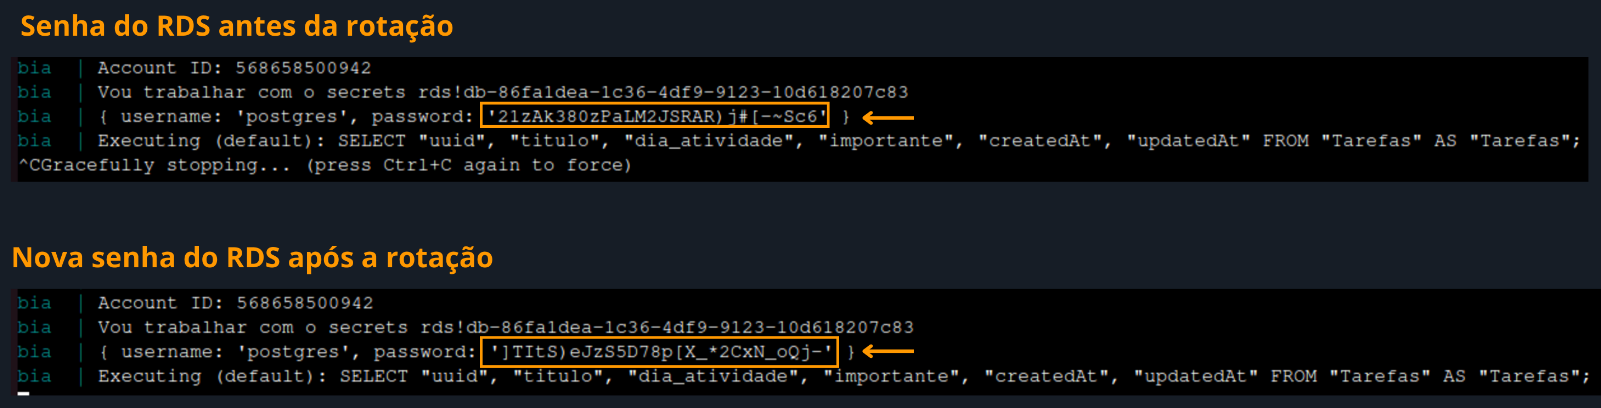 Senha do RDS antes da rotação
bia | Account ID: 568658500942
bia | Vou trabalhar com o secrets rds!db-86fa1dea-1c36-4df9-9123-10d618207c83
bia | { username: 'postgres', password: '21zAk380zPaLM2JSRAR)j#[-~Sc6' }
bia | Executing (default): SELECT "uuid", "titulo", "dia_atividade", "importante", "createdAt", "updatedAt" FROM "Tarefas" AS "Tarefas";
^CGracefully stopping... (press Ctrl+C again to force)
Nova senha do RDS após a rotação
bia | Account ID: 568658500942
bia | Vou trabalhar com o secrets rds!db-86fa1dea-1c36-4df9-9123-10d618207c83
bia | { username: 'postgres', password: ']TItS)eJzS5D78p[X_*2CxN_oQj-' }
bia | Executing (default): SELECT "uuid", "titulo", "dia_atividade", "importante", "createdAt", "updatedAt" FROM "Tarefas" AS "Tarefas";